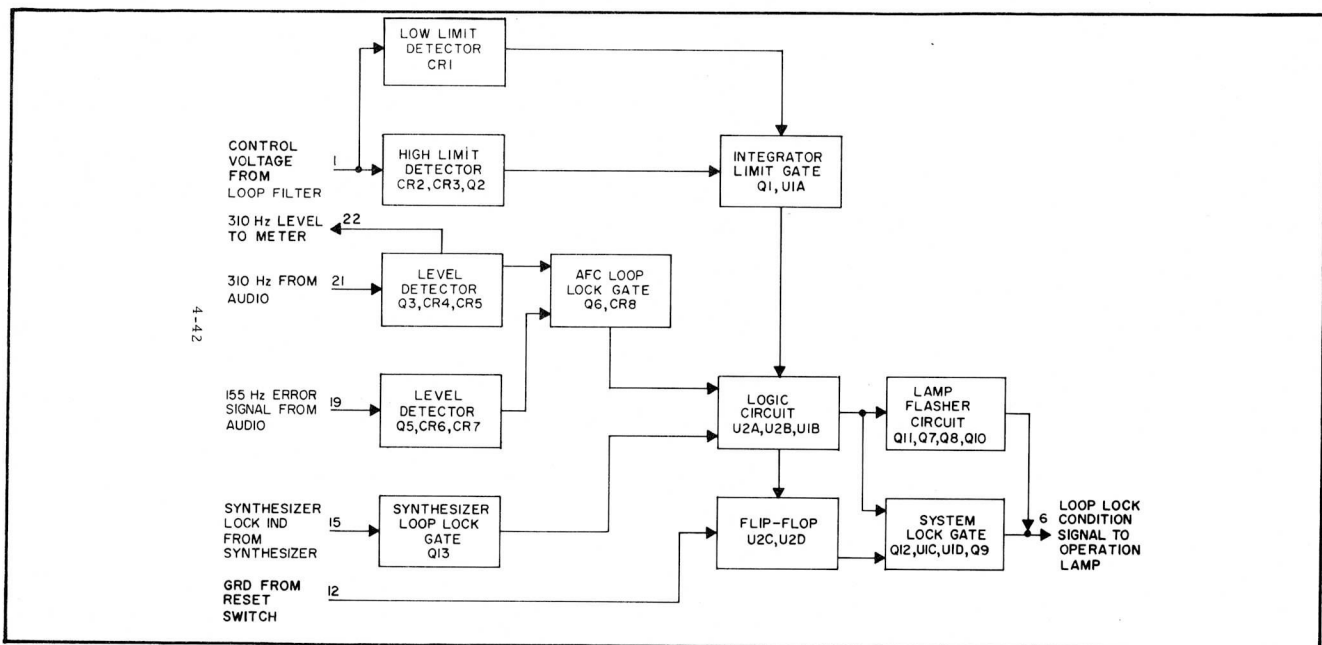 LOW LIMIT
DETECTOR
CR1
CONTROL
VOLTAGE
FROM
LOOP FILTER
1
HIGH LIMIT
DETECTOR
CR2,CR3,Q2
INTEGRATOR
LIMIT GATE
Q1,U1A
310 Hz LEVEL
TO METER
22
310 Hz FROM
AUDIO
21
LEVEL
DETECTOR
Q3,CR4,CR5
AFC LOOP
LOCK GATE
Q6,CR8
4-42
155 Hz ERROR
SIGNAL FROM
AUDIO
19
LEVEL
DETECTOR
Q5,CR6,CR7
LOGIC
CIRCUIT
U2A,U2B,U1B
LAMP
FLASHER
CIRCUIT
Q11,Q7,Q8,Q10
SYNTHESIZER
LOCK IND
FROM
SYNTHESIZER
15
SYNTHESIZER
LOOP LOCK
GATE
Q13
FLIP-FLOP
U2C,U2D
SYSTEM
LOCK GATE
Q12,U1C,U1D,Q9
6
LOOP LOCK
CONDITION
SIGNAL TO
OPERATION
LAMP
GRD FROM
RESET
SWITCH
12